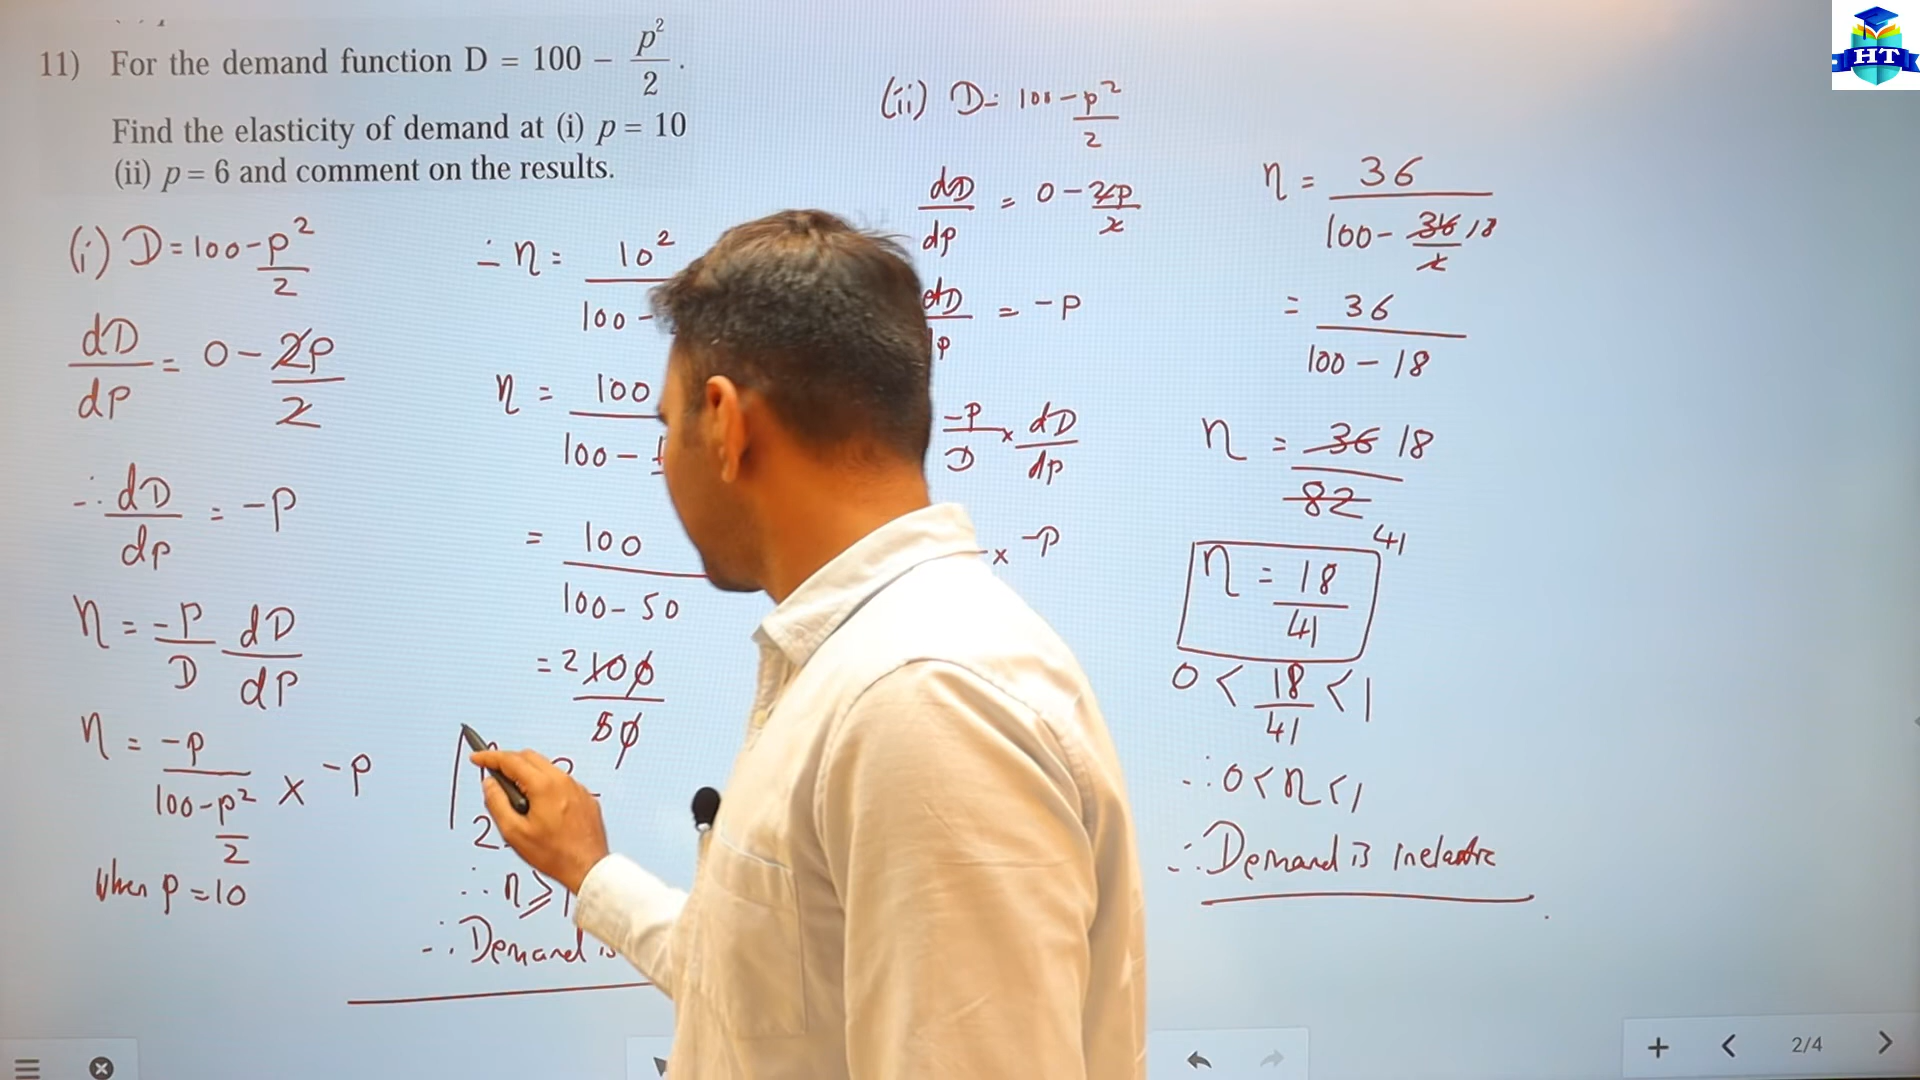 11) For the demand function D = 100 – p²/2 .
Find the elasticity of demand at (i) p = 10
(ii) p = 6 and comment on the results.
(i) D = 100 - p²/2
dD/dp = 0 - 2p/2
∴ dD/dp = -p
η = -p/D dD/dp
η = -p/(100 - p²/2) × -p
when p = 10
∴ η = 10²
100 -
η = 100
100 -
= 100
100 - 50
= 2 100/50
∴ η ≥ 1
∴ Demand is
(ii) D = 100 - p²/2
dD/dp = 0 - 2p/2
dD/dp = -p
-p/D × dD/dp
× -p
η = 36/(100 - 36/2 18)
= 36/(100 - 18)
η = 36 18/82 41
η = 18/41
0 < 18/41 < 1
∴ 0 < η < 1
∴ Demand is inelastic
HT
2/4